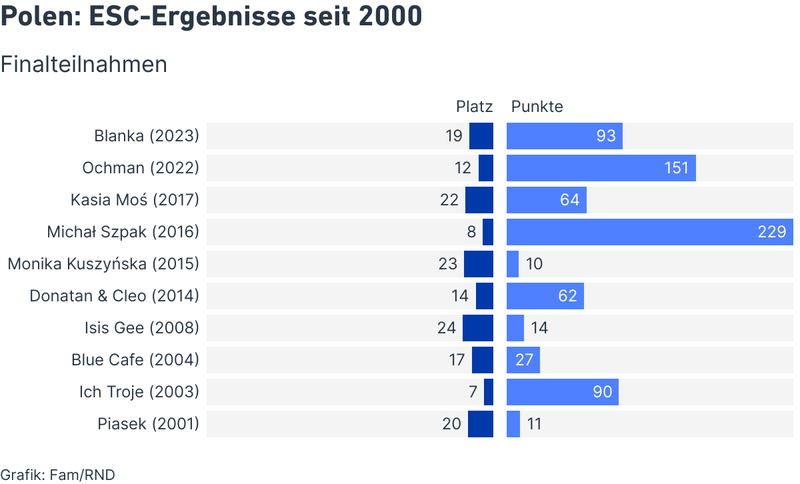 Polen: ESC-Ergebnisse seit 2000
Finalteilnahmen
Platz Punkte
Blanka (2023) 19 93
Ochman (2022) 12 151
Kasia Moś (2017) 22 64
Michał Szpak (2016) 8 229
Monika Kuszyńska (2015) 23 10
Donatan & Cleo (2014) 14 62
Isis Gee (2008) 24 14
Blue Cafe (2004) 17 27
Ich Troje (2003) 7 90
Piasek (2001) 20 11
Grafik: Fam/RND